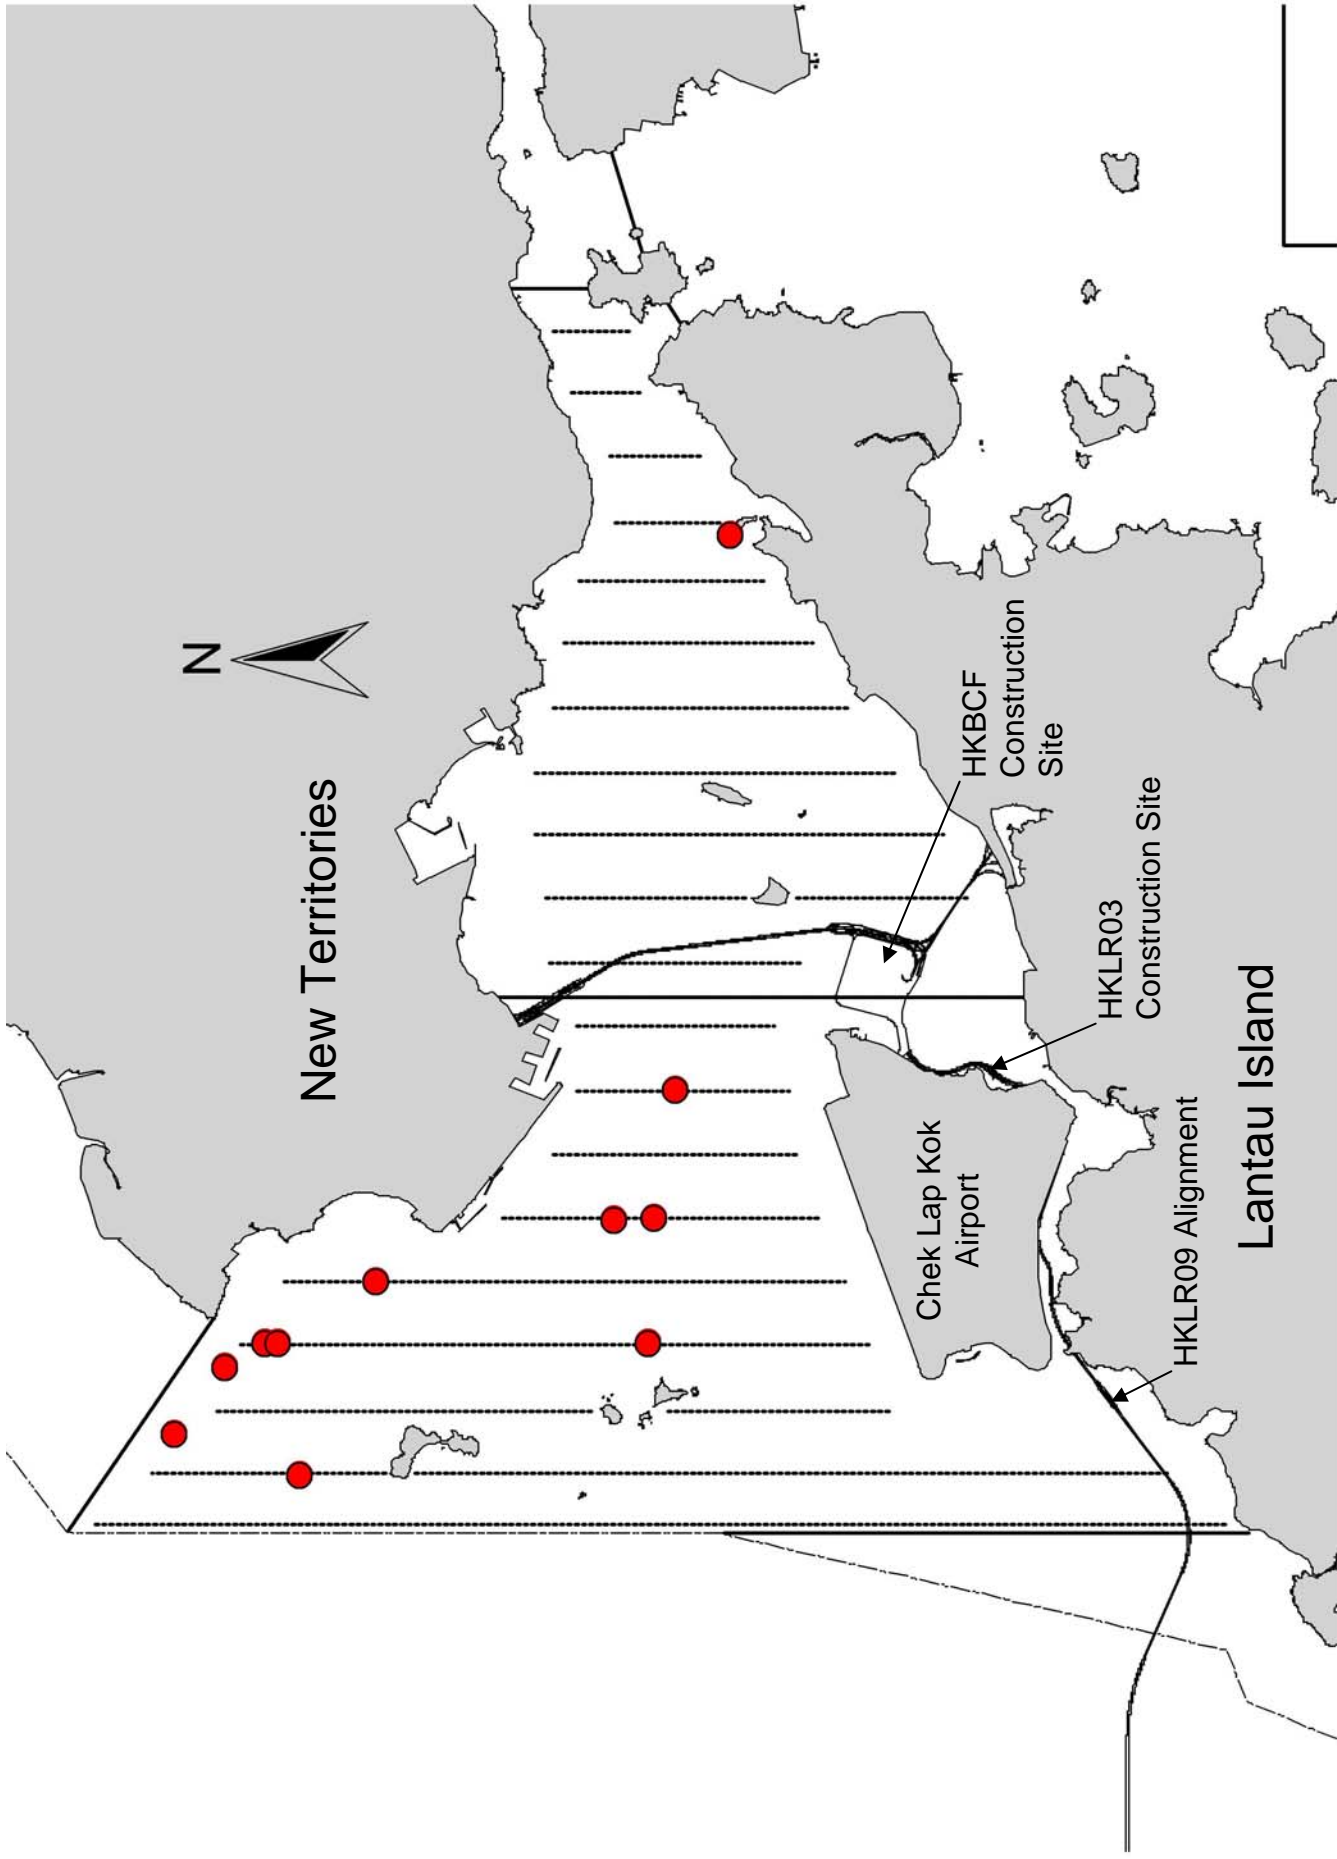 N
New Territories
HKBCF
Construction
Site
HKLR03
Construction Site
Chek Lap Kok
Airport
HKLR09 Alignment
Lantau Island